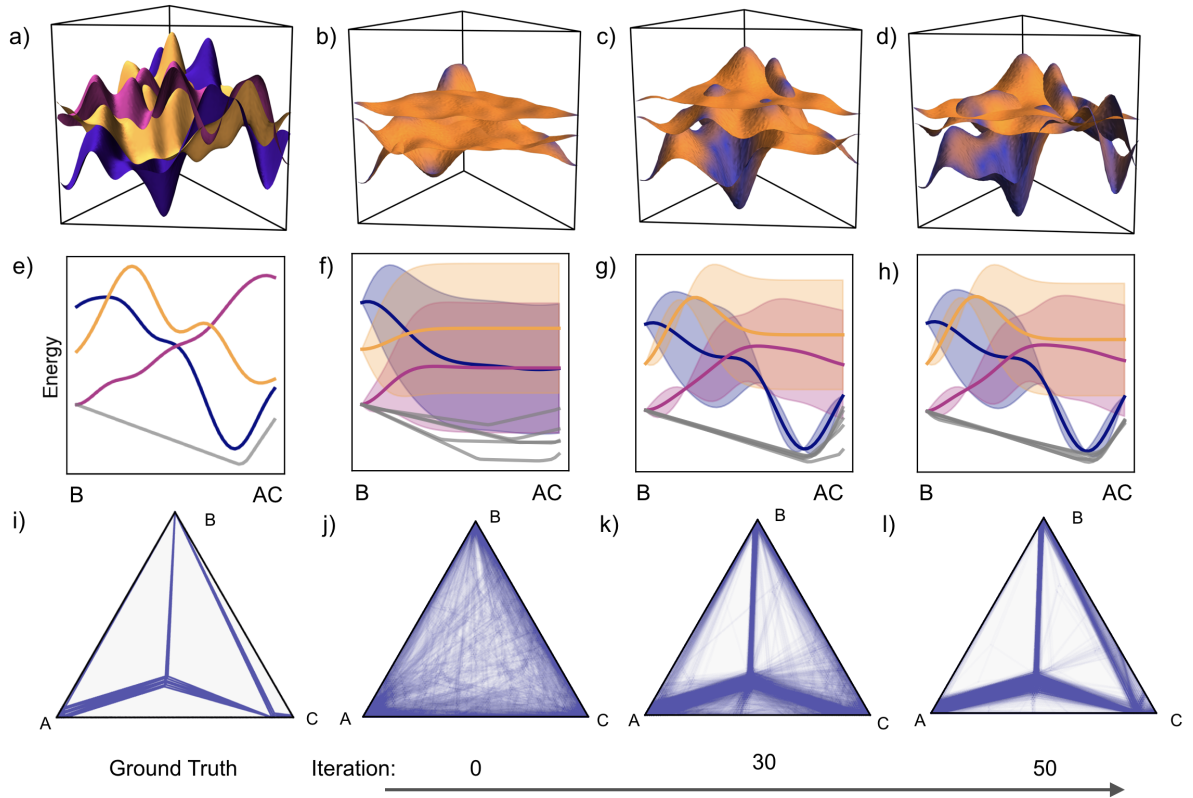 a) b) c) d)
e) f) g) h)
Energy
B AC B AC B AC B AC
i) j) k) l)
B B B B
A C A C A C A C
Ground Truth Iteration: 0 30 50